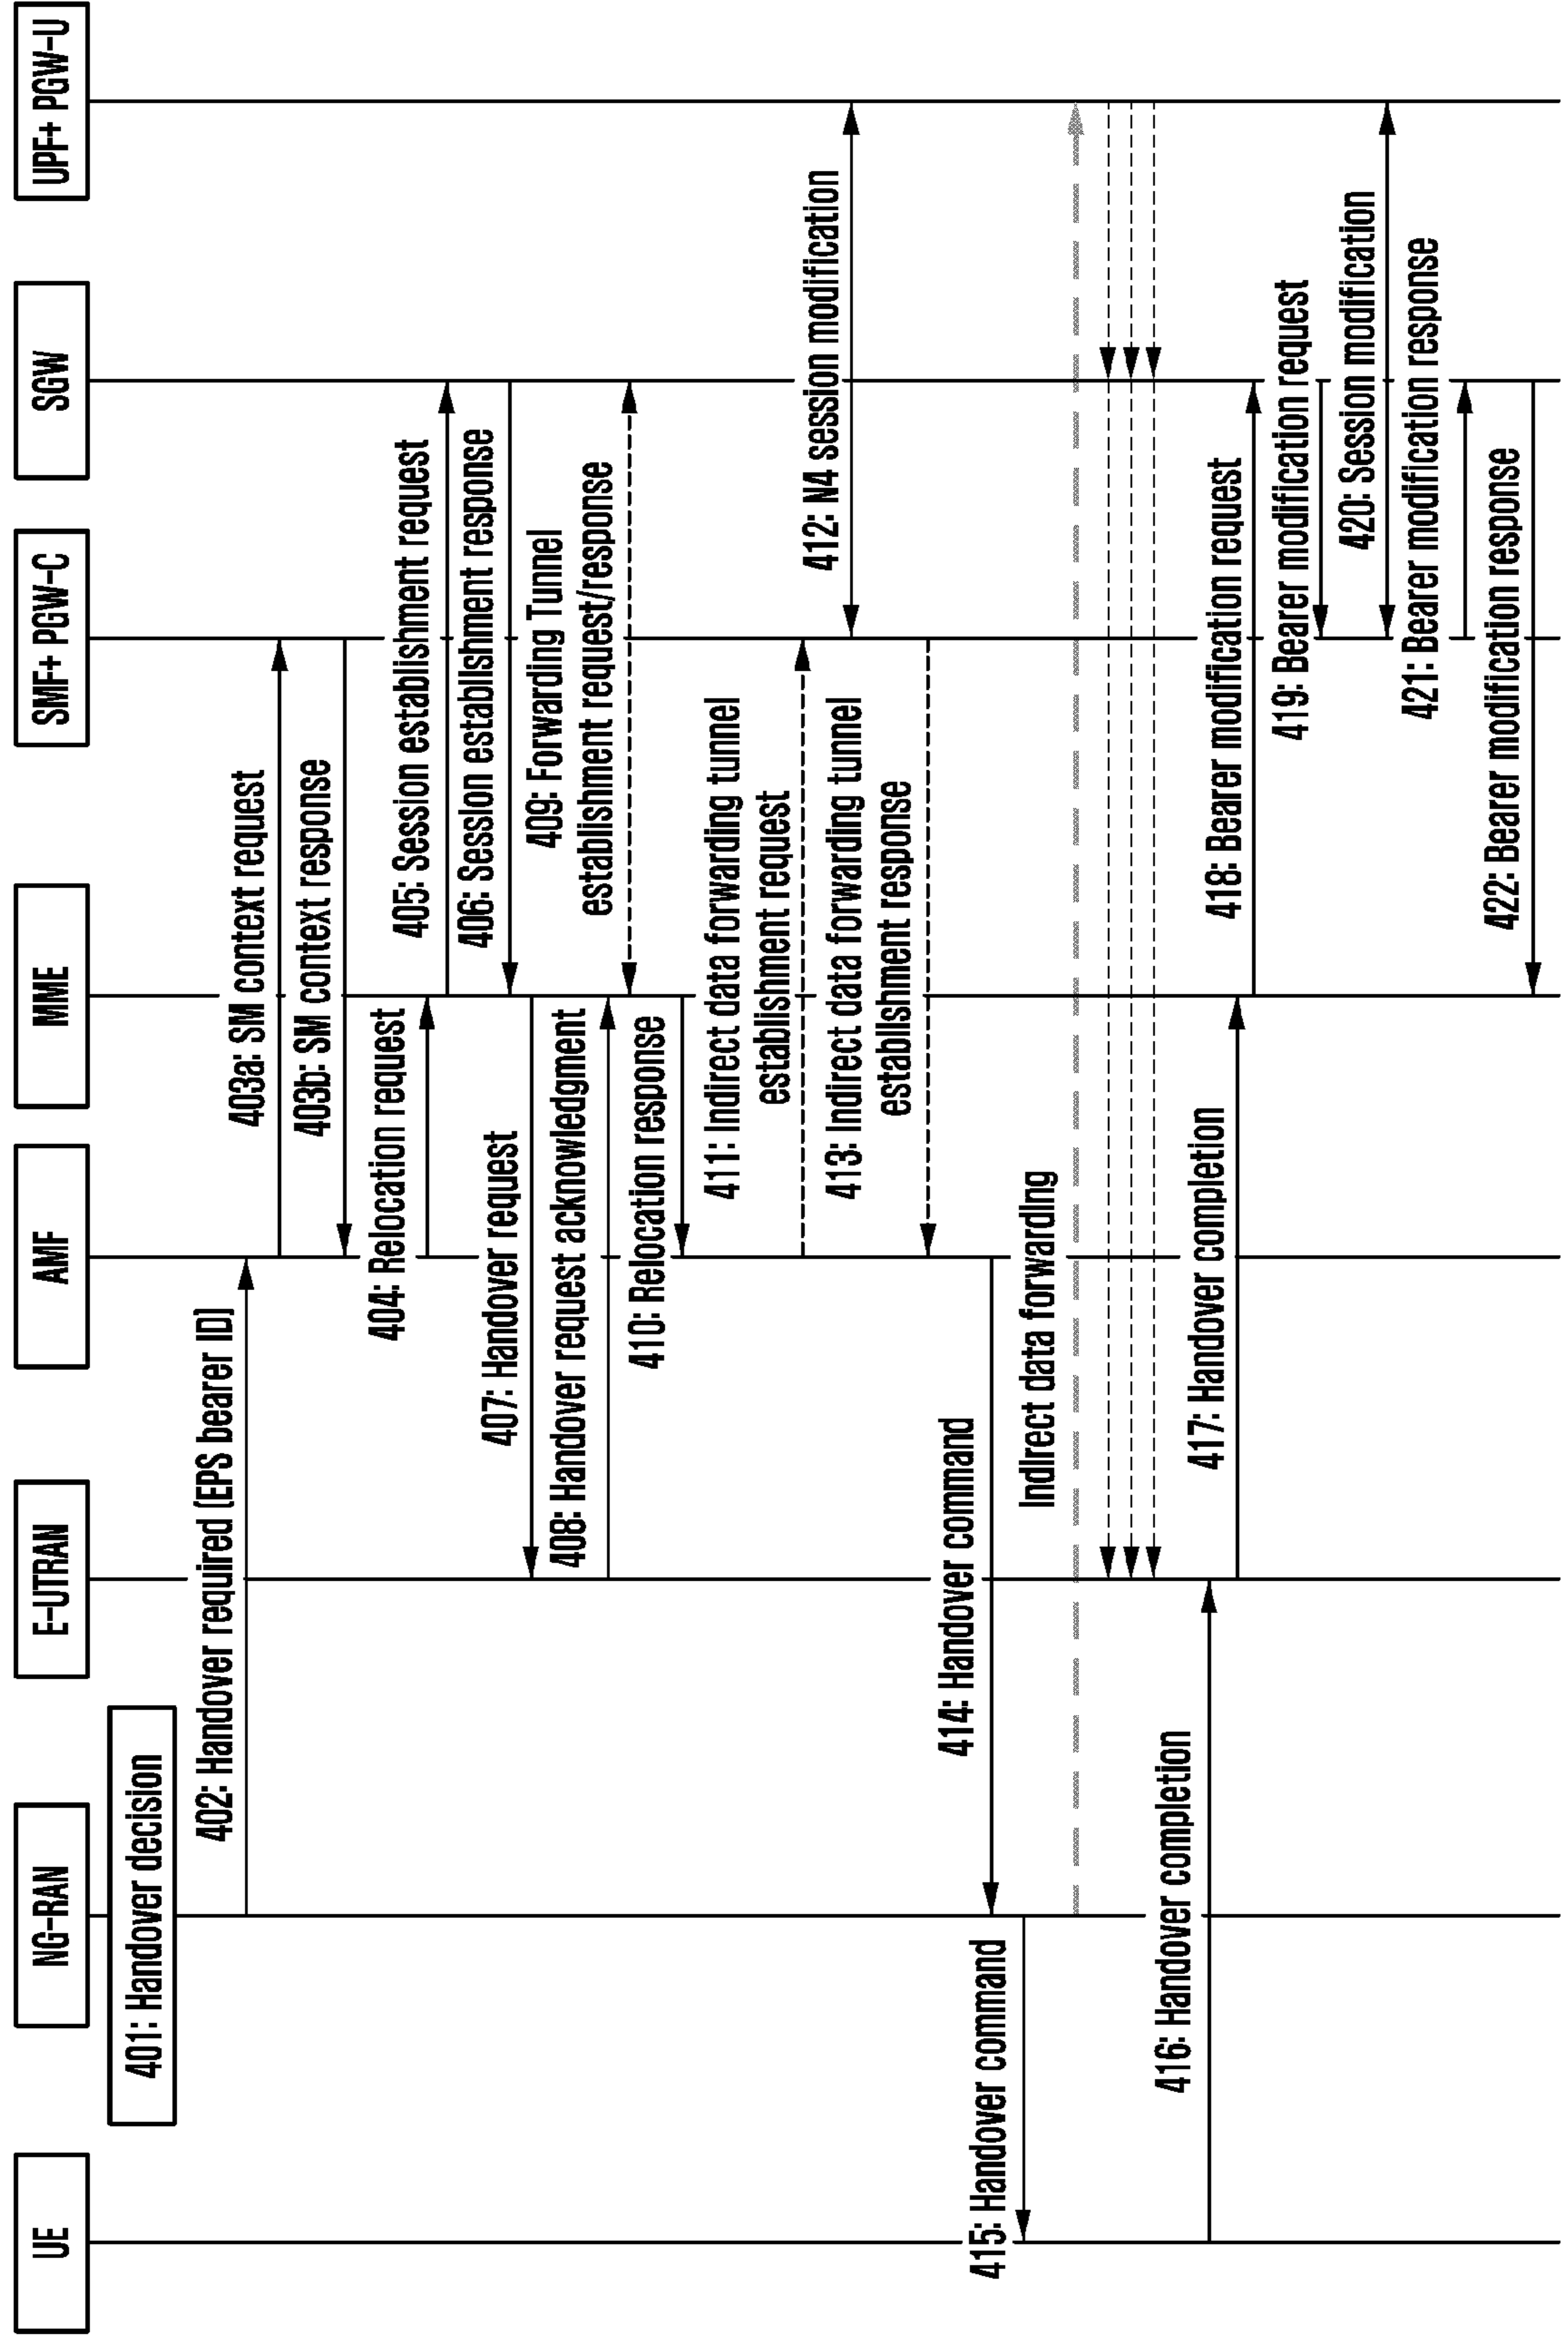 UE
NG-RAN
E-UTRAN
AMF
MME
SMF+ PGW-C
SGW
UPF+ PGW-U
401: Handover decision
402: Handover required (EPS bearer ID)
403a: SM context request
403b: SM context response
404: Relocation request
405: Session establishment request
406: Session establishment response
407: Handover request
408: Handover request acknowledgment
409: Forwarding Tunnel
establishment request/response
410: Relocation response
411: Indirect data forwarding tunnel
establishment request
412: N4 session modification
413: Indirect data forwarding tunnel
establishment response
414: Handover command
415: Handover command
Indirect data forwarding
416: Handover completion
417: Handover completion
418: Bearer modification request
419: Bearer modification request
420: Session modification
421: Bearer modification response
422: Bearer modification response